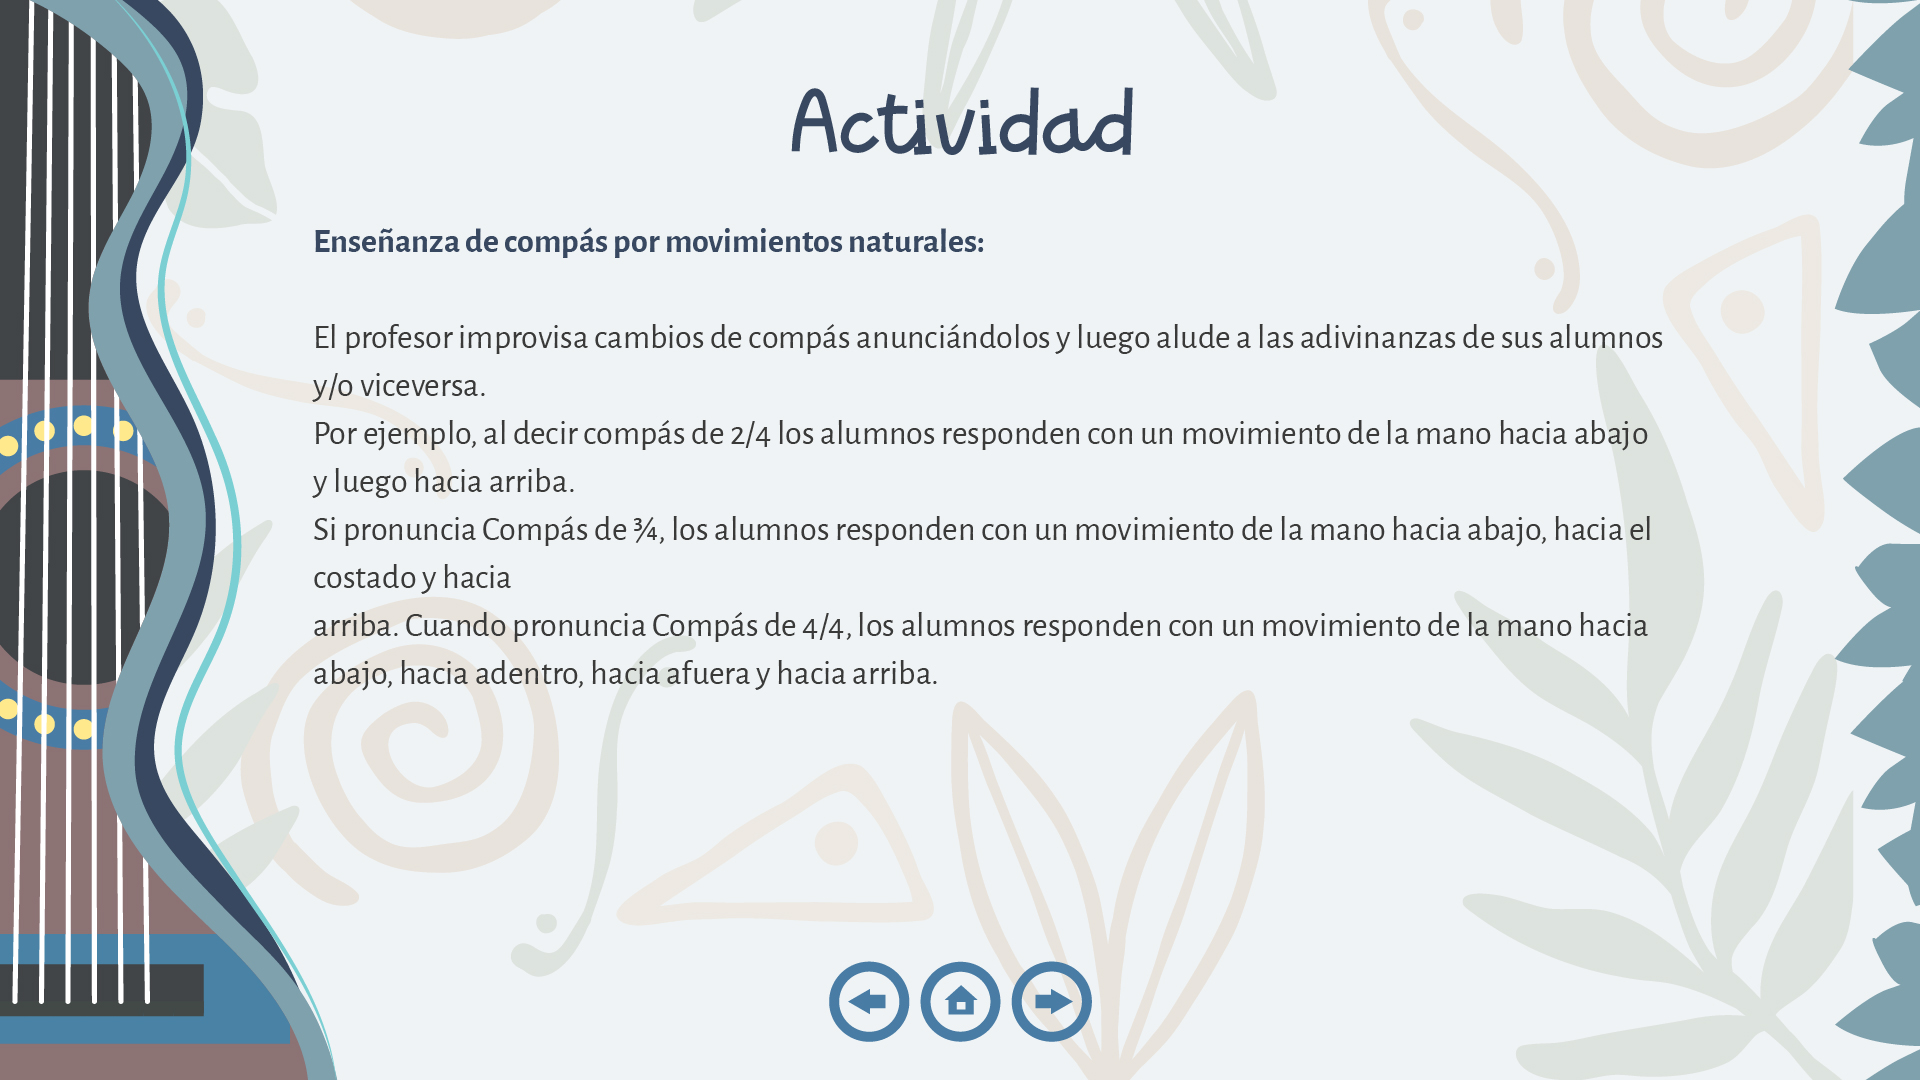 Actividad
Enseñanza de compás por movimientos naturales:
El profesor improvisa cambios de compás anunciándolos y luego alude a las adivinanzas de sus alumnos
y/o viceversa.
Por ejemplo, al decir compás de 2/4 los alumnos responden con un movimiento de la mano hacia abajo
y luego hacia arriba.
Si pronuncia Compás de ¾, los alumnos responden con un movimiento de la mano hacia abajo, hacia el
costado y hacia
arriba. Cuando pronuncia Compás de 4/4, los alumnos responden con un movimiento de la mano hacia
abajo, hacia adentro, hacia afuera y hacia arriba.